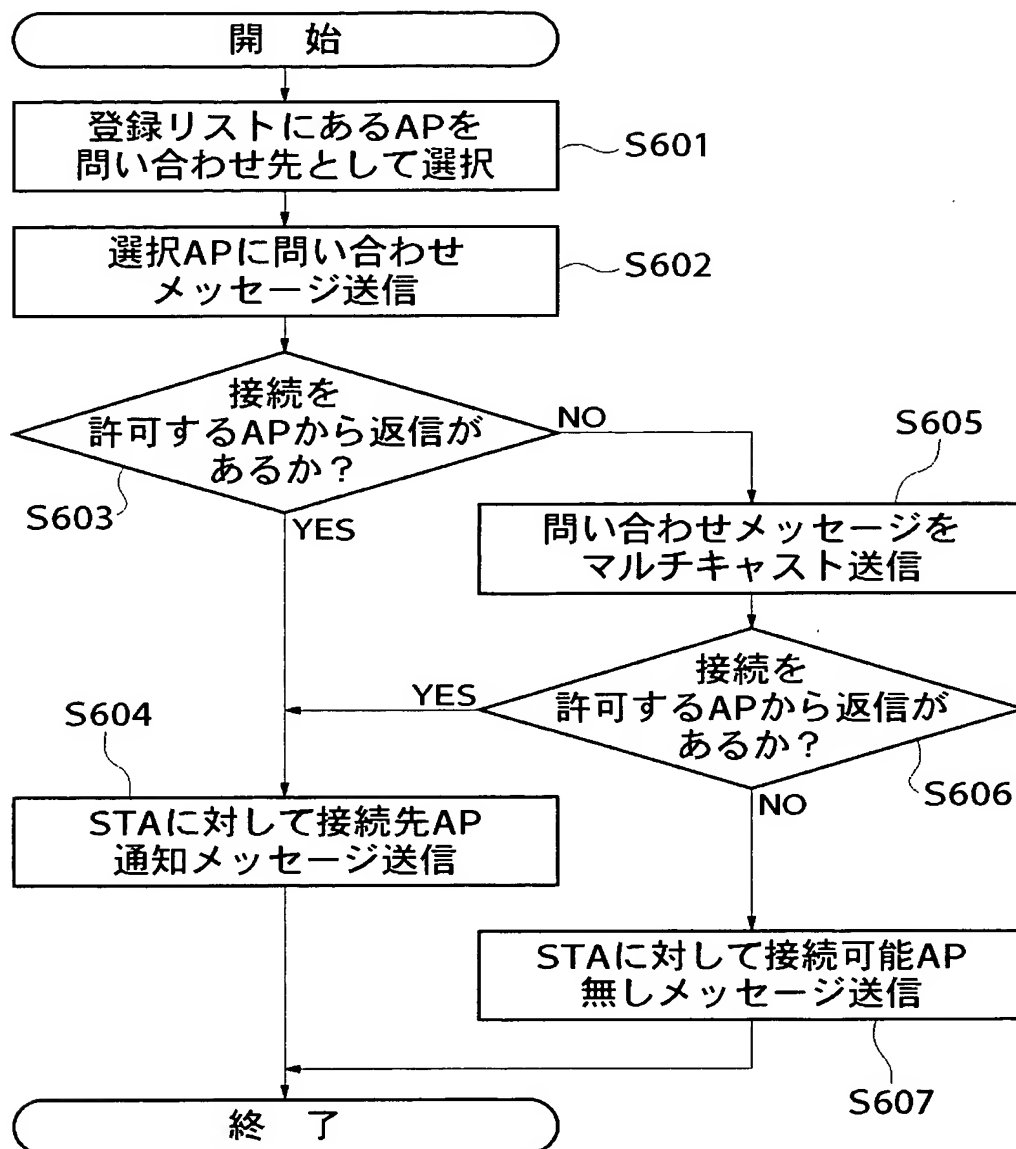 開 始
登録リストにあるAPを
問い合わせ先として選択
S601
選択APに問い合わせ
メッセージ送信
S602
接続を
許可するAPから返信が
あるか？
S603
NO
YES
S605
問い合わせメッセージを
マルチキャスト送信
接続を
許可するAPから返信が
あるか？
S606
YES
NO
S604
STAに対して接続先AP
通知メッセージ送信
STAに対して接続可能AP
無しメッセージ送信
S607
終 了